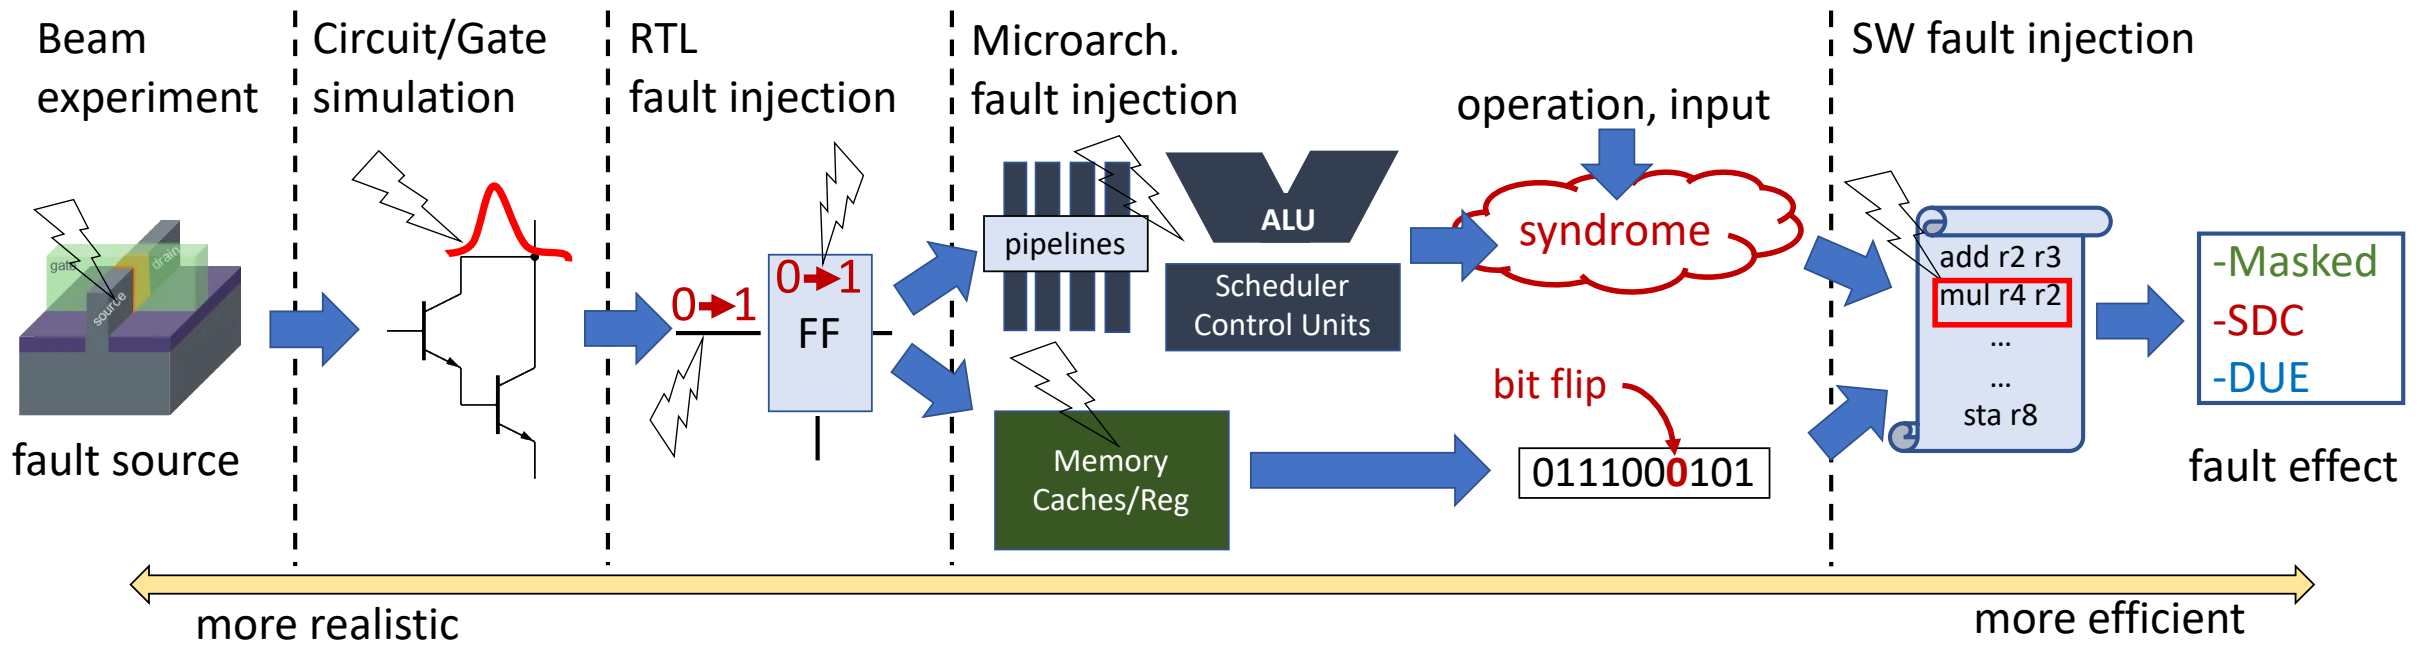 Beam
experiment
gate
drain
source
fault source
Circuit/Gate
simulation
RTL
fault injection
0→1
0→1
FF
Microarch.
fault injection
pipelines
ALU
Scheduler
Control Units
Memory
Caches/Reg
operation, input
syndrome
bit flip
0111000101
SW fault injection
add r2 r3
mul r4 r2
...
...
sta r8
-Masked
-SDC
-DUE
fault effect
more realistic
more efficient